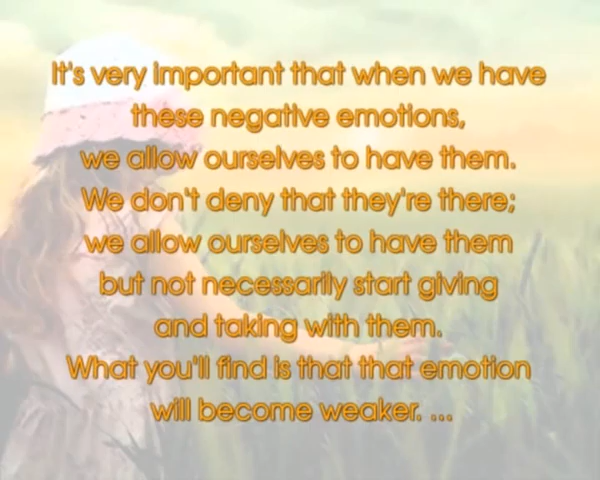 It's very important that when we have
these negative emotions,
we allow ourselves to have them.
We don't deny that they're there;
we allow ourselves to have them
but not necessarily start giving
and taking with them.
What you'll find is that that emotion
will become weaker. ...